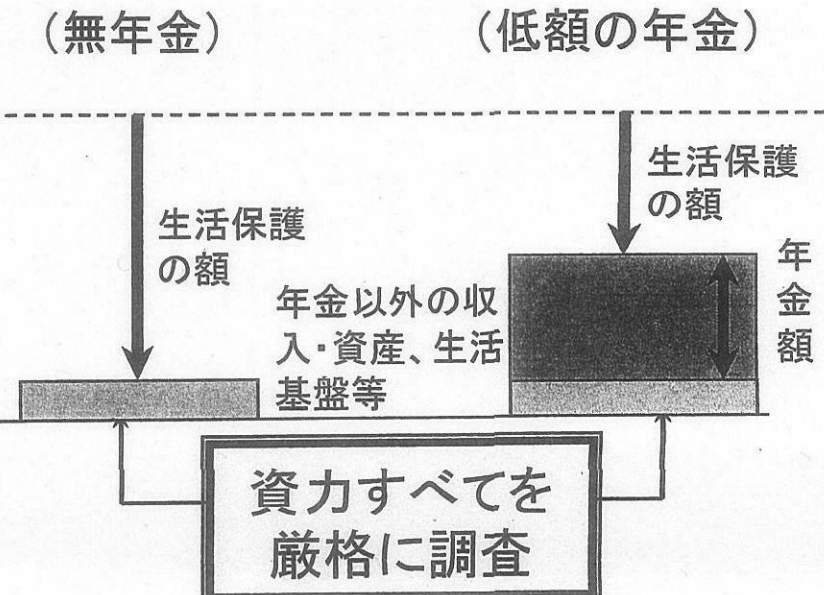 (無年金)
(低額の年金)
生活保護
の額
生活保護
の額
年金以外の収
入・資産、生活
基盤等
年
金
額
資力すべてを
厳格に調査